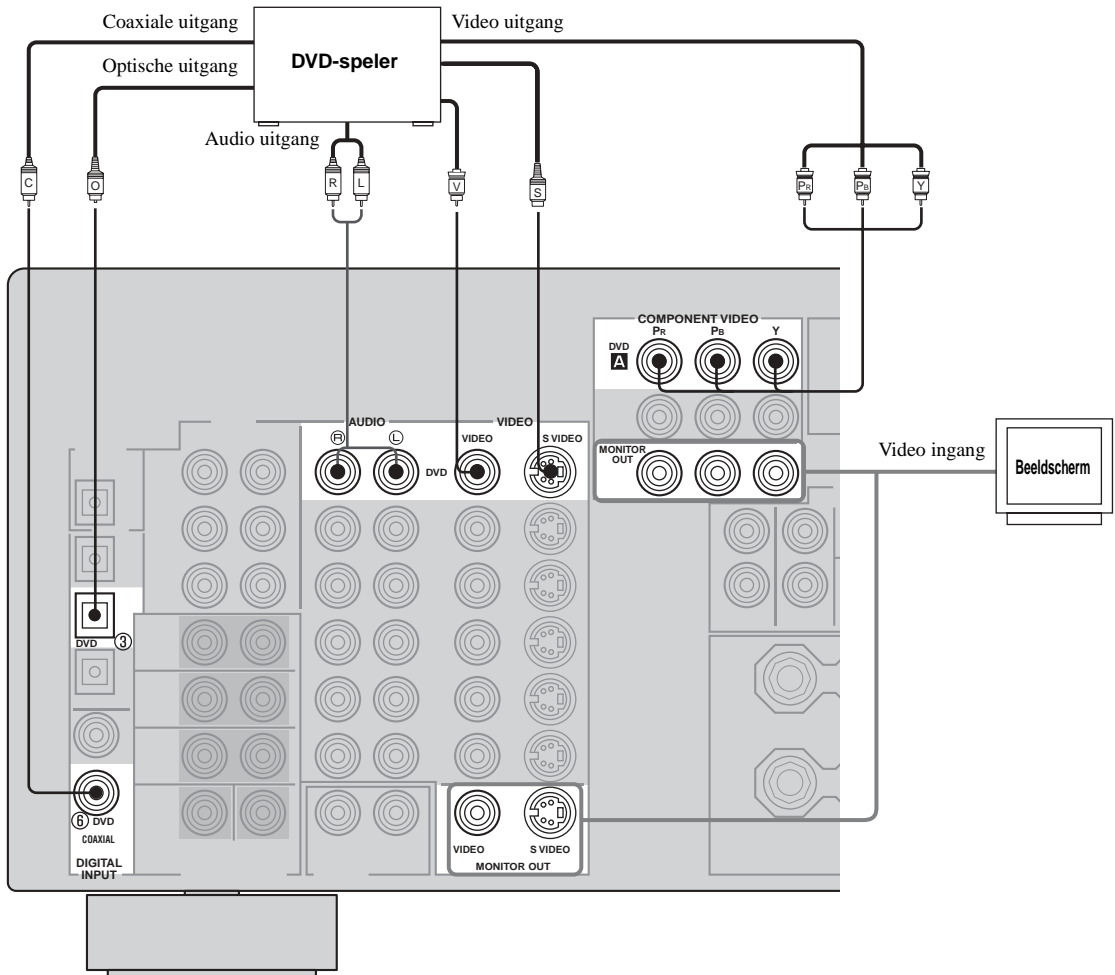 Coaxiale uitgang
Video uitgang
DVD-speler
Optische uitgang
Audio uitgang
C
O
R
L
V
S
PR
PB
Y
COMPONENT VIDEO
PR
PB
Y
DVD
A
AUDIO
VIDEO
R
L
VIDEO
S VIDEO
DVD
MONITOR
OUT
Video ingang
Beeldscherm
DVD
③
⑥ DVD
COAXIAL
DIGITAL
INPUT
VIDEO
S VIDEO
MONITOR OUT